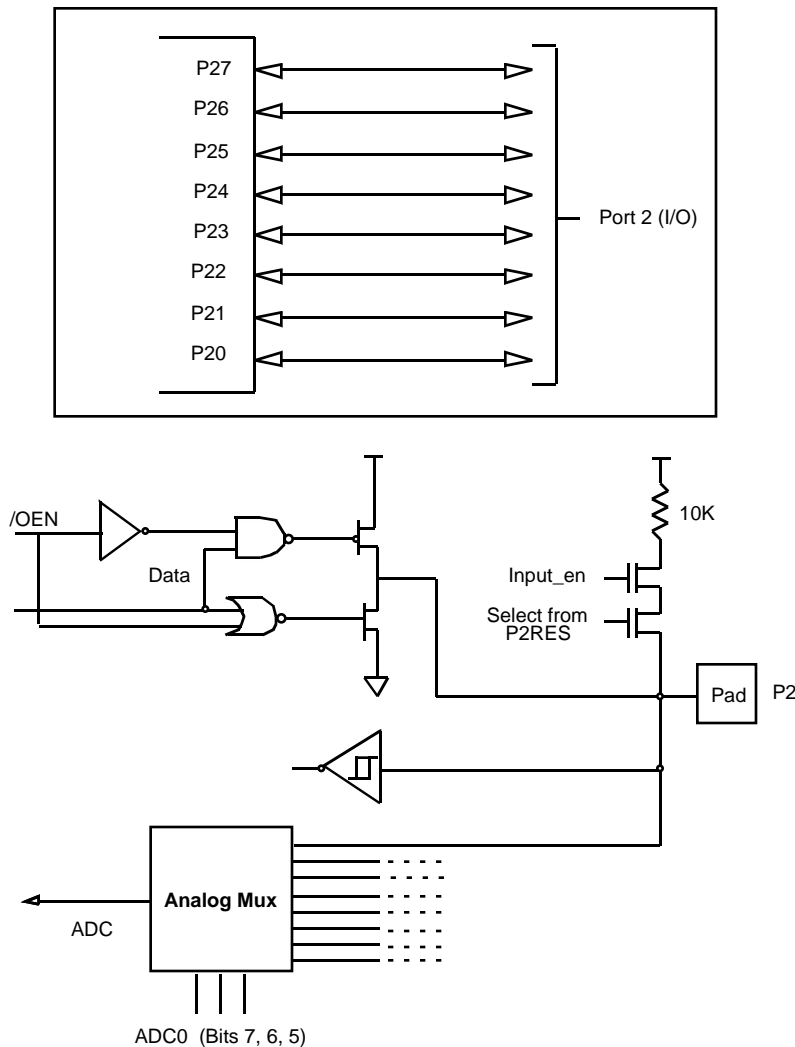 P27
P26
P25
P24
P23
P22
P21
P20
Port 2 (I/O)
/OEN
Data
10K
Input_en
Select from
P2RES
Pad
P2
Analog Mux
ADC
ADC0 (Bits 7, 6, 5)